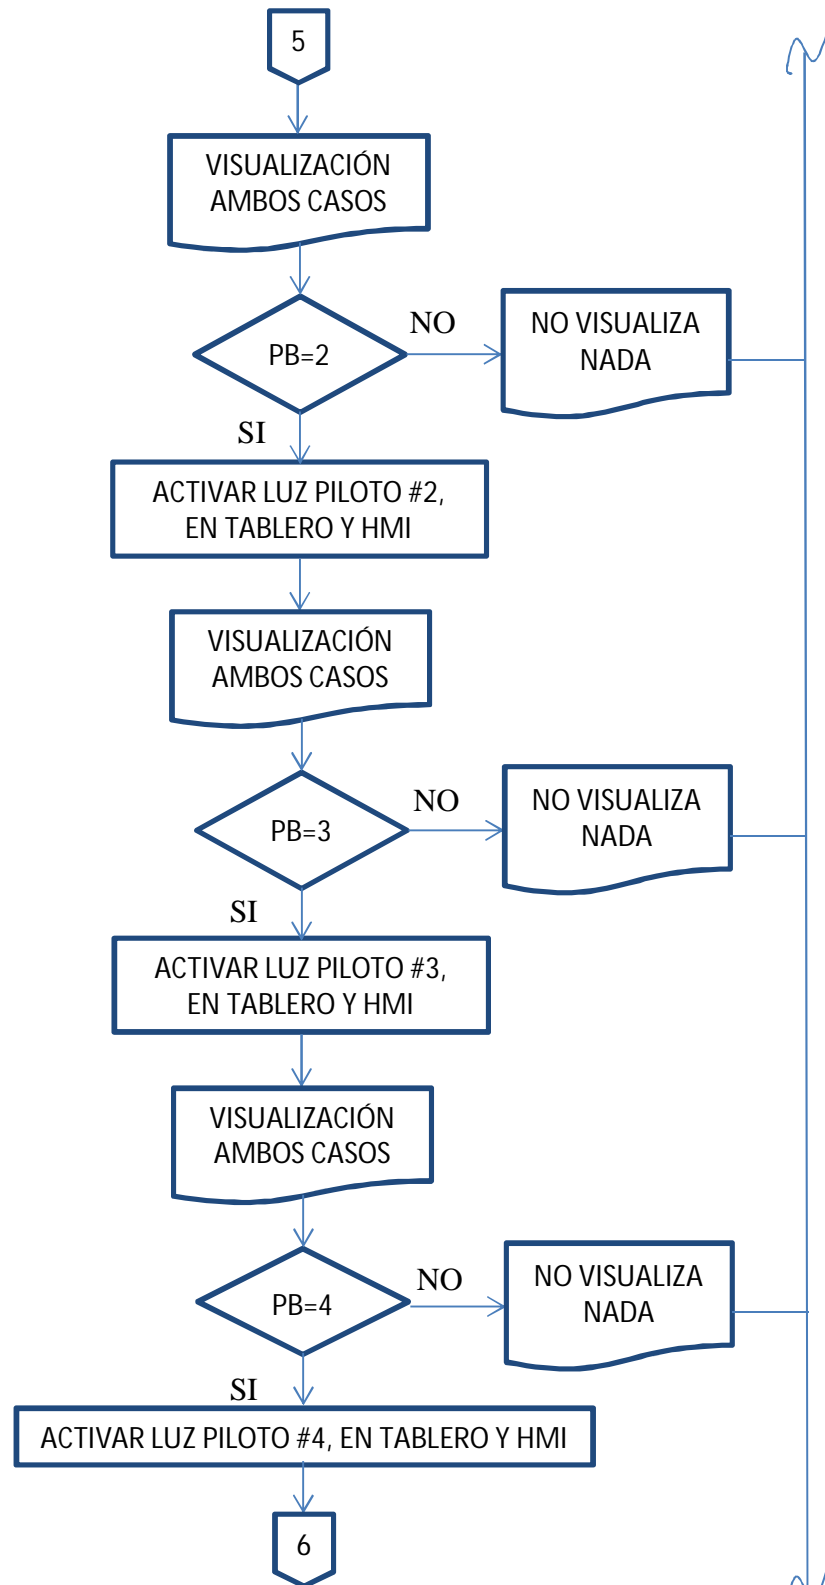 5
VISUALIZACIÓN
AMBOS CASOS
PB=2
NO
NO VISUALIZA
NADA
SI
ACTIVAR LUZ PILOTO #2,
EN TABLERO Y HMI
VISUALIZACIÓN
AMBOS CASOS
PB=3
NO
NO VISUALIZA
NADA
SI
ACTIVAR LUZ PILOTO #3,
EN TABLERO Y HMI
VISUALIZACIÓN
AMBOS CASOS
PB=4
NO
NO VISUALIZA
NADA
SI
ACTIVAR LUZ PILOTO #4, EN TABLERO Y HMI
6